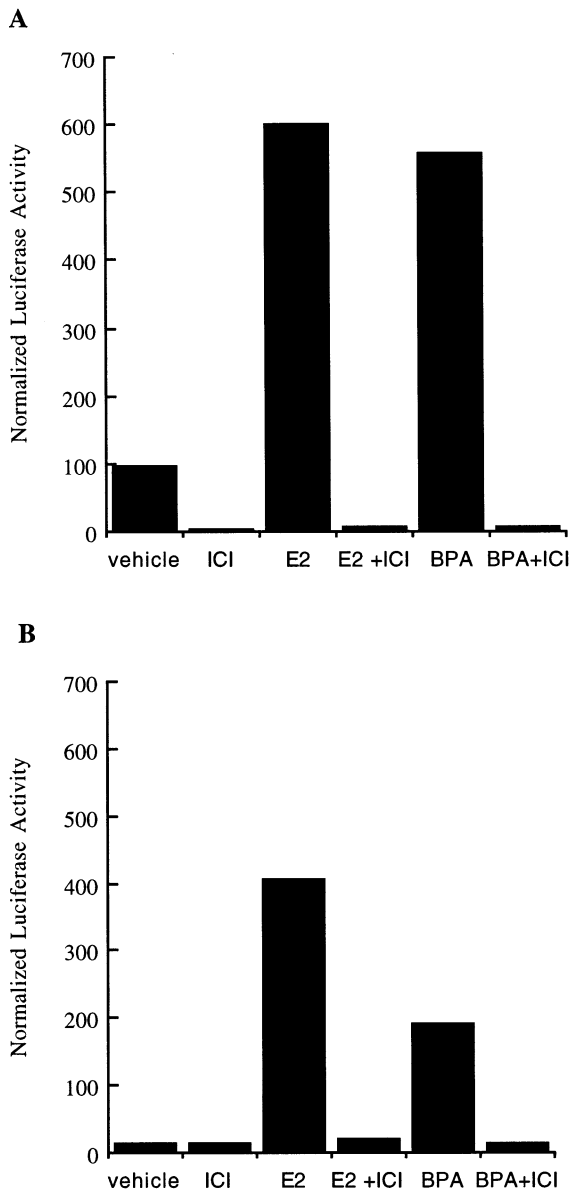 A
700
600
500
400
300
200
100
0
Normalized Luciferase Activity
vehicle ICI E2 E2 +ICI BPA BPA+ICI
B
700
600
500
400
300
200
100
0
Normalized Luciferase Activity
vehicle ICI E2 E2 +ICI BPA BPA+ICI